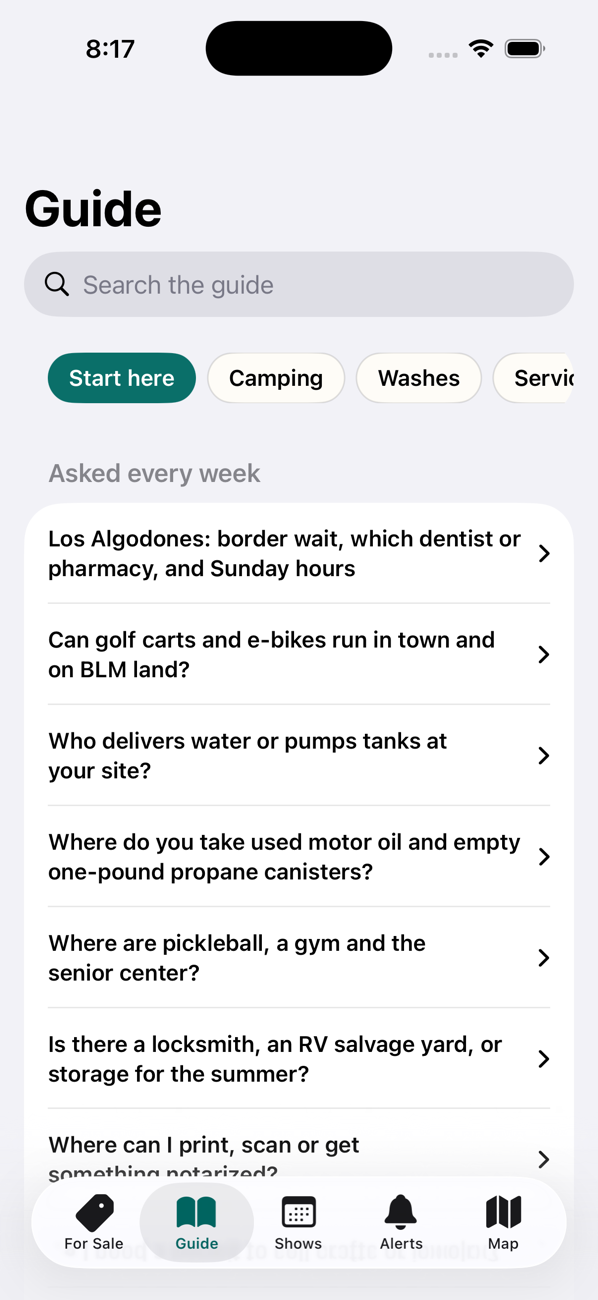 8:17
Guide
Search the guide
Start here
Camping
Washes
Servic
Asked every week
Los Algodones: border wait, which dentist or
pharmacy, and Sunday hours
Can golf carts and e-bikes run in town and
on BLM land?
Who delivers water or pumps tanks at
your site?
Where do you take used motor oil and empty
one-pound propane canisters?
Where are pickleball, a gym and the
senior center?
Is there a locksmith, an RV salvage yard, or
storage for the summer?
Where can I print, scan or get
something notarized?
For Sale
Guide
Shows
Alerts
Map